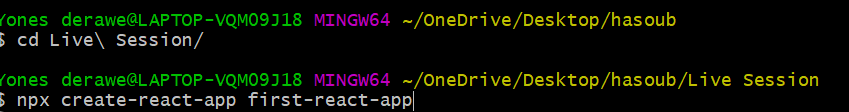 Yones derawe@LAPTOP-VQM09J18 MINGW64 ~/OneDrive/Desktop/hasoub
$ cd Live\ Session/
Yones derawe@LAPTOP-VQM09J18 MINGW64 ~/OneDrive/Desktop/hasoub/Live Session
$ npx create-react-app first-react-app